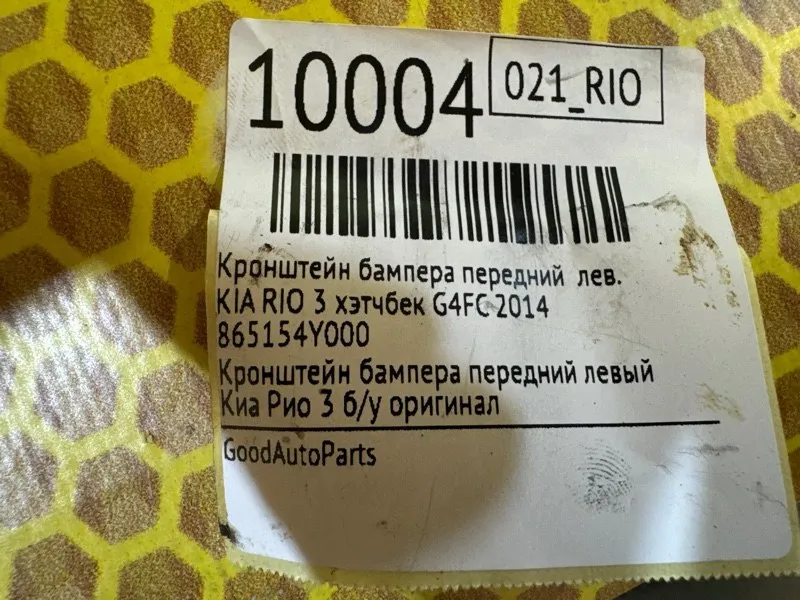 10004
021_RIO
Кронштейн бампера передний лев.
KIA RIO 3 хэтчбек G4FC 2014
865154Y000
Кронштейн бампера передний левый
Киа Рио 3 б/у оригинал
GoodAutoParts